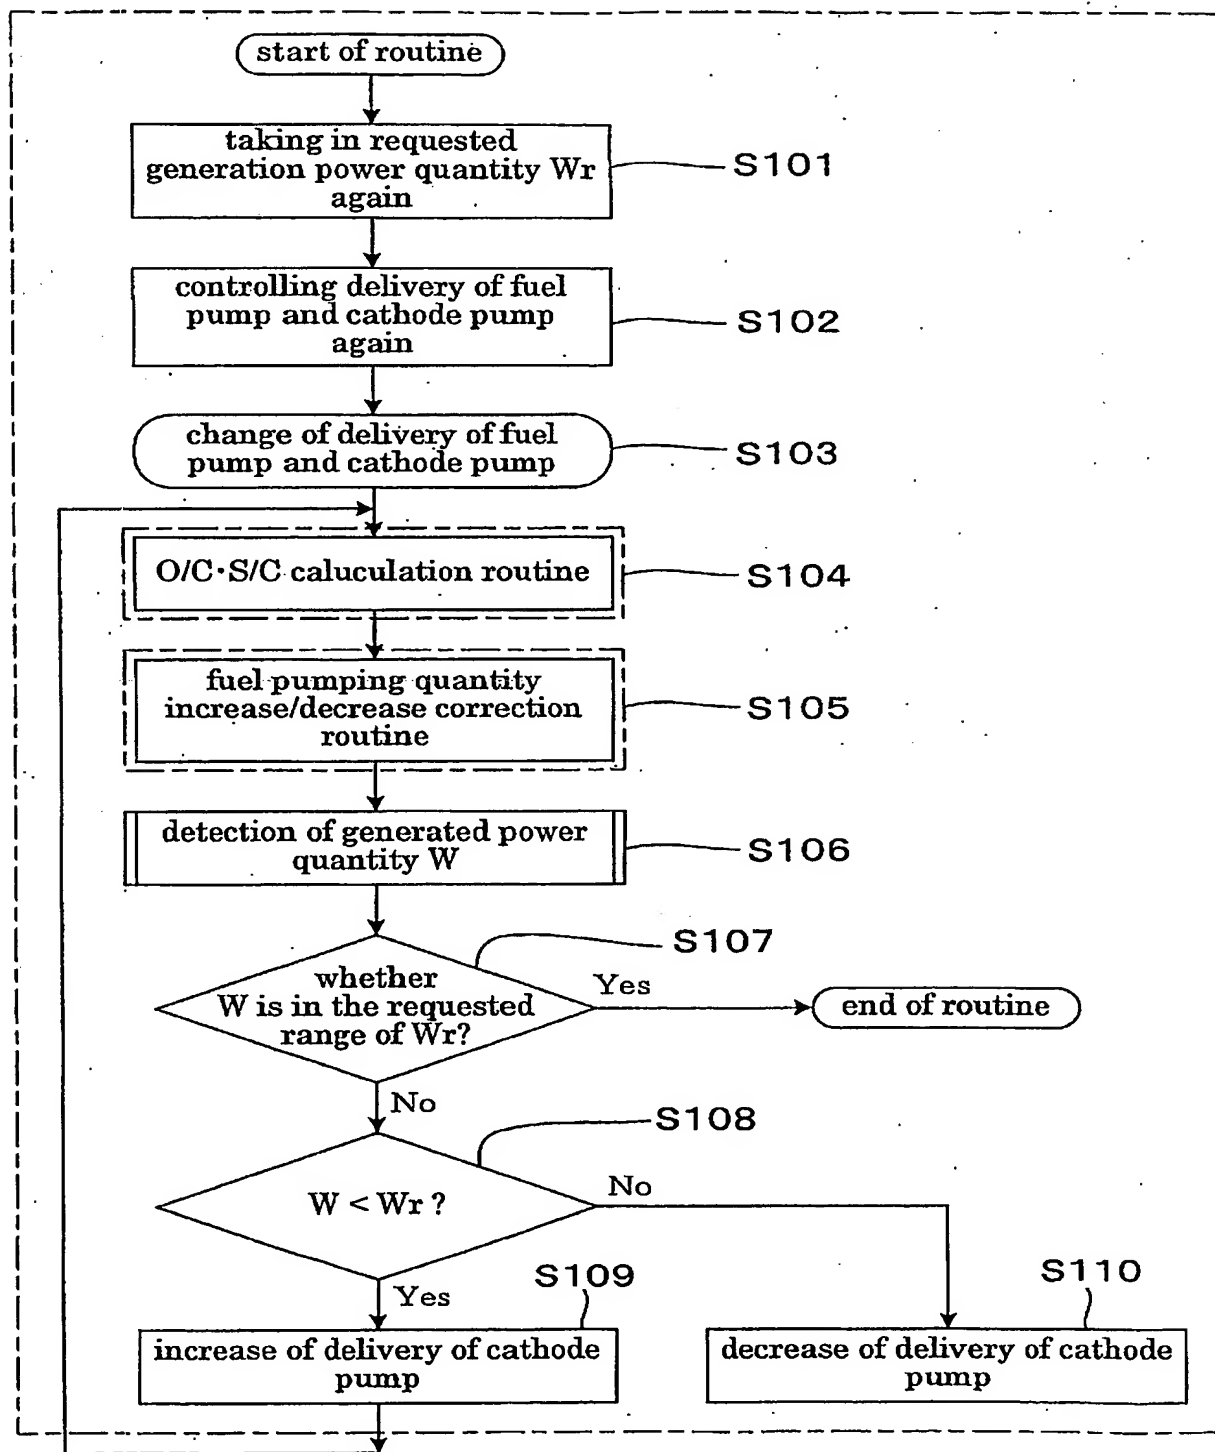 start of routine
taking in requested
generation power quantity Wr
again
S101
controlling delivery of fuel
pump and cathode pump
again
S102
change of delivery of fuel
pump and cathode pump
S103
O/C·S/C caluculation routine
S104
fuel pumping quantity
increase/decrease correction
routine
S105
detection of generated power
quantity W
S106
S107
whether
W is in the requested
range of Wr?
Yes
end of routine
No
S108
W < Wr ?
No
Yes
S109
S110
increase of delivery of cathode
pump
decrease of delivery of cathode
pump